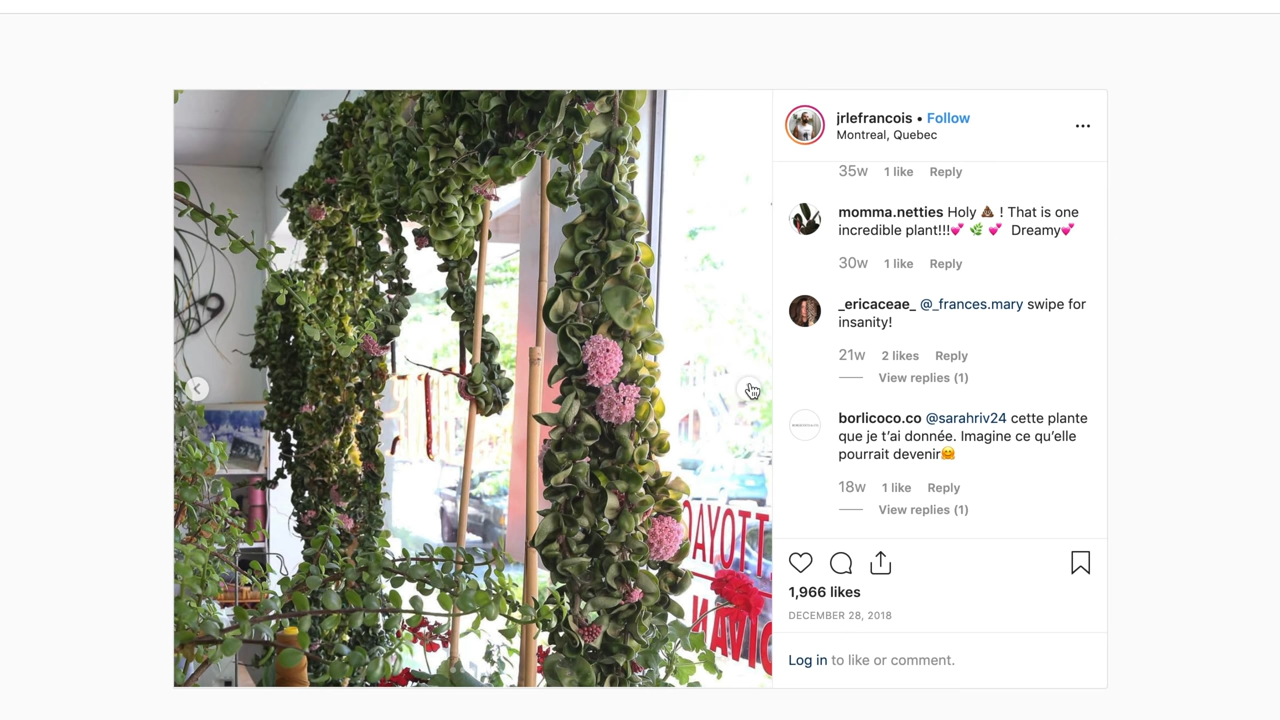 jrlefrancois • Follow
Montreal, Quebec
35w 1 like Reply
momma.netties Holy 💩 ! That is one
incredible plant!!!💕 🌿 💕 Dreamy💕
30w 1 like Reply
_ericaceae_ @_frances.mary swipe for
insanity!
21w 2 likes Reply
View replies (1)
borlicoco.co @sarahriv24 cette plante
que je t’ai donnée. Imagine ce qu’elle
pourrait devenir🤗
18w 1 like Reply
View replies (1)
1,966 likes
DECEMBER 28, 2018
Log in to like or comment.